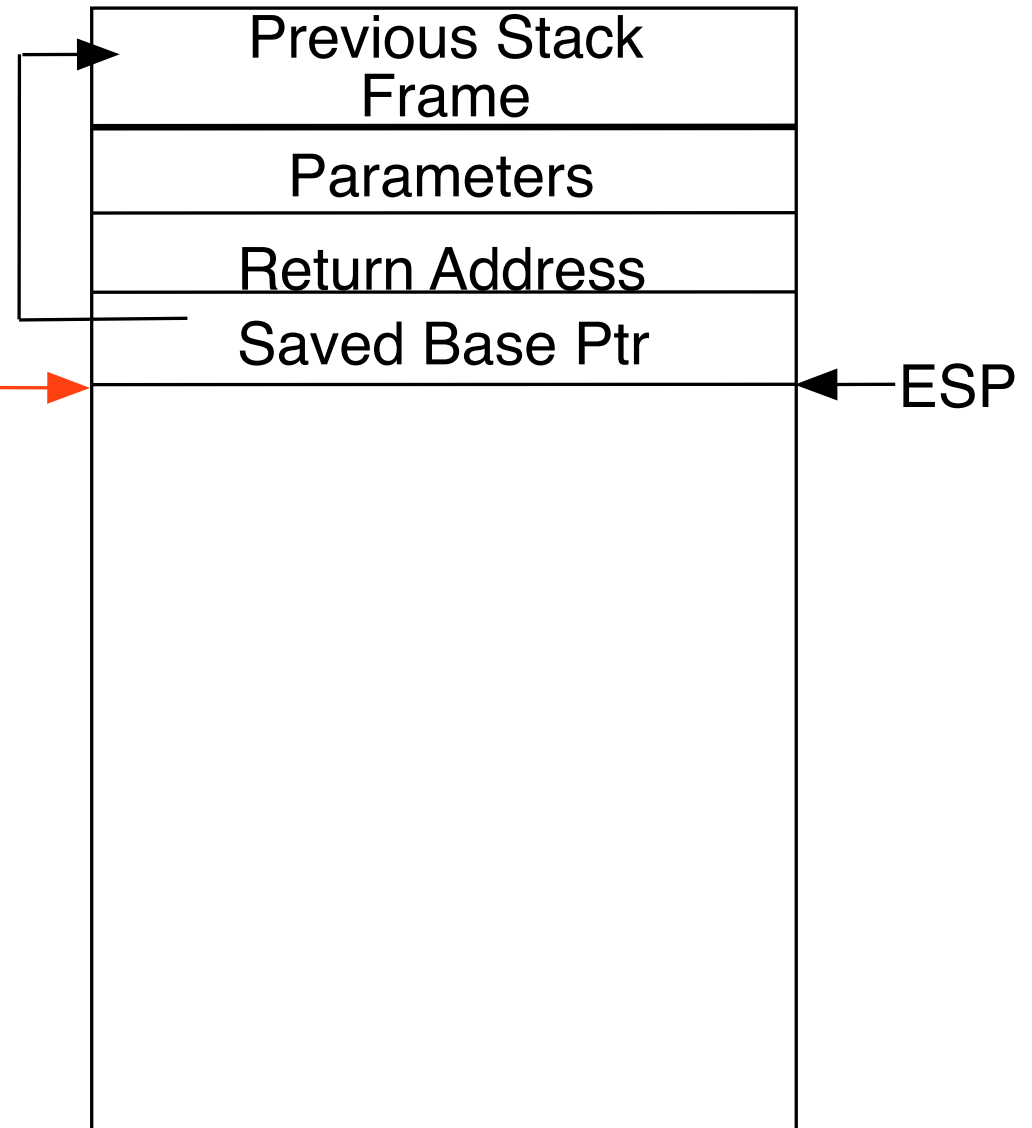 Previous Stack
Frame
Parameters
Return Address
Saved Base Ptr
ESP